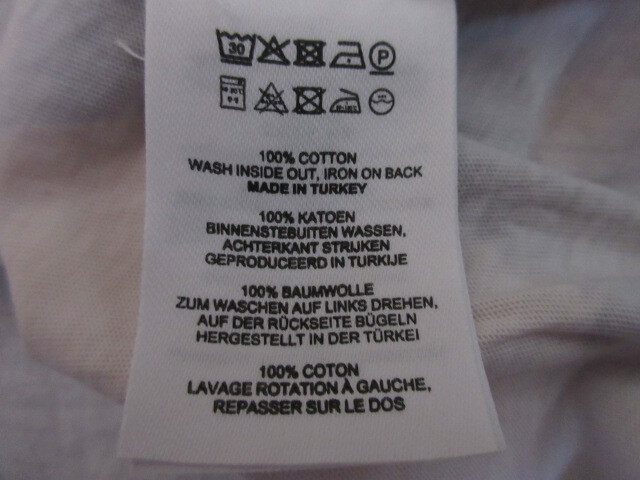 30
P
100% COTTON
WASH INSIDE OUT, IRON ON BACK
MADE IN TURKEY
100% KATOEN
BINNENSTEBUITEN WASSEN,
ACHTERKANT STRIJKEN
GEPRODUCEERD IN TURKIJE
100% BAUMWOLLE
ZUM WASCHEN AUF LINKS DREHEN,
AUF DER RÜCKSEITE BÜGELN
HERGESTELLT IN DER TÜRKEI
100% COTON
LAVAGE ROTATION À GAUCHE,
REPASSER SUR LE DOS